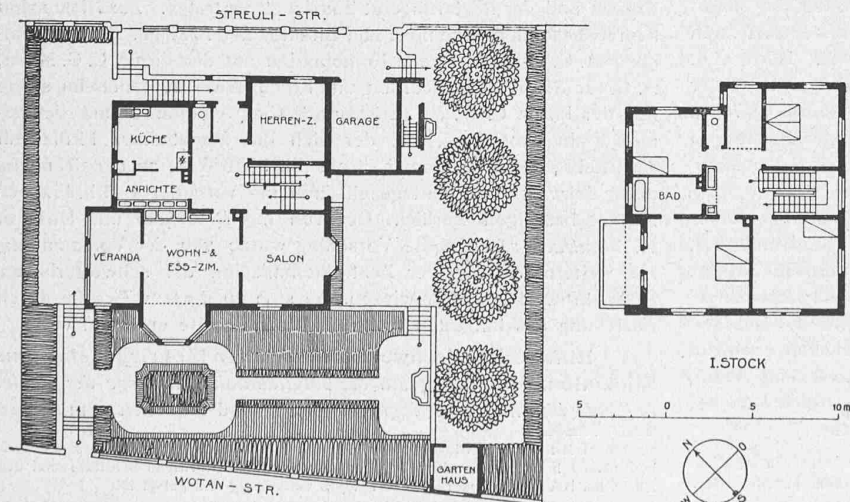 STREULI - STR.
KÜCHE
HERREN-Z.
GARAGE
ANRICHTE
VERANDA
WOHN- &
ESS-ZIM.
SALON
GARTEN
HAUS
WOTAN - STR.
BAD
I. STOCK
5 0 5 10 m
N O
W S